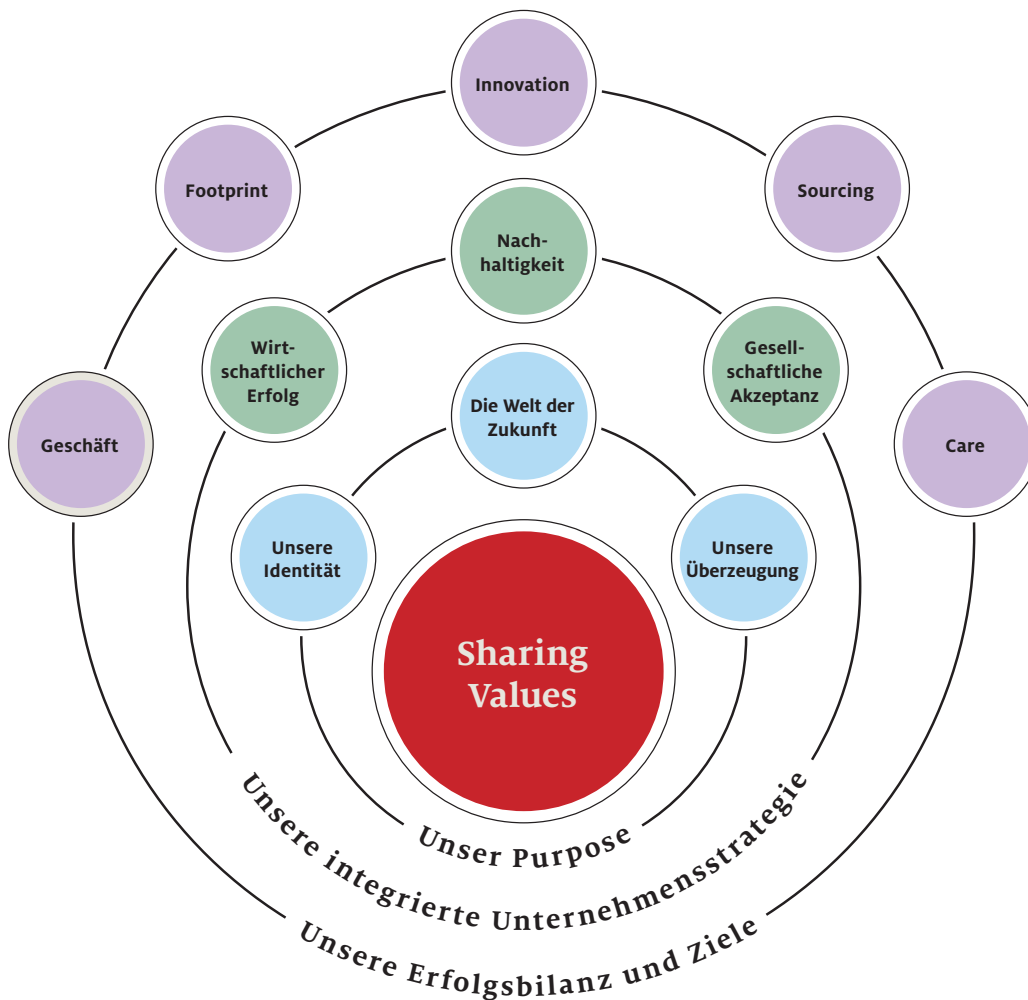 Innovation
Footprint
Sourcing
Nach-
haltigkeit
Wirt-
schaftlicher
Erfolg
Gesell-
schaftliche
Akzeptanz
Die Welt der
Zukunft
Geschäft
Care
Unsere
Identität
Unsere
Überzeugung
Sharing
Values
Unser Purpose
Unsere integrierte Unternehmensstrategie
Unsere Erfolgsbilanz und Ziele